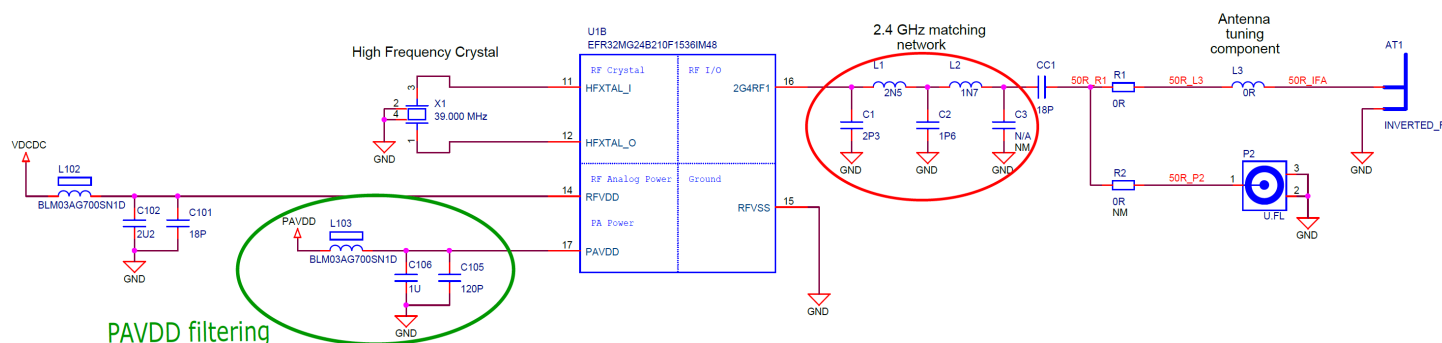 High Frequency Crystal
U1B
EFR32MG24B210F1536IM48
RF Crystal
RF I/O
RF Analog Power
Ground
PA Power
11
HFXTAL_I
12
HFXTAL_O
14
RFVDD
17
PAVDD
16
2G4RF1
15
RFVSS
3
2
4
1
X1
39.000 MHz
GND
VDCDC
L102
BLM03AG700SN1D
C102
2U2
C101
18P
GND
PAVDD
L103
BLM03AG700SN1D
C106
1U
C105
120P
GND
PAVDD filtering
GND
2.4 GHz matching
network
L1
2N5
L2
1N7
C1
2P3
C2
1P6
C3
N/A
NM
GND
GND
GND
CC1
18P
50R_R1
R1
0R
50R_L3
Antenna
tuning
component
L3
0R
50R_IFA
AT1
INVERTED_F
GND
R2
0R
NM
50R_P2
P2
1
3
2
U.FL
GND